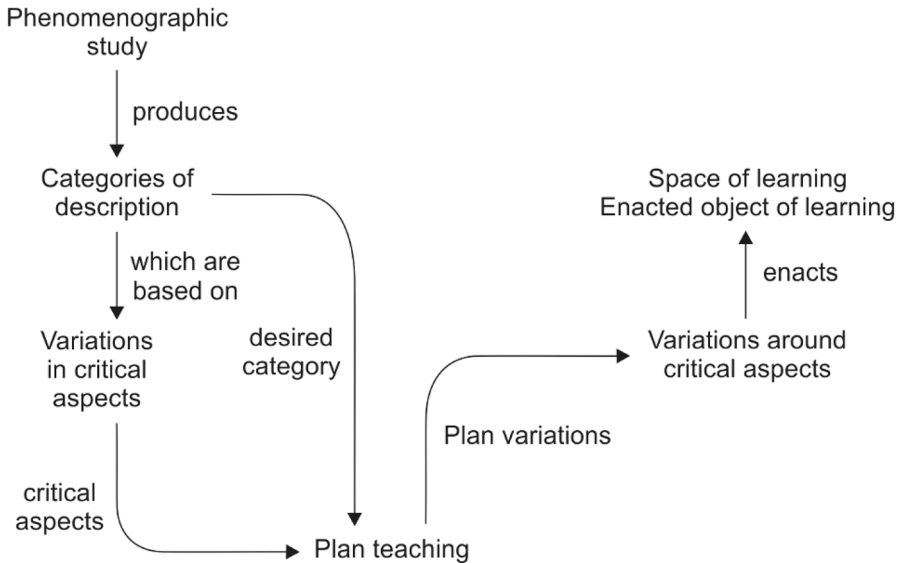 Phenomenographic
study
produces
Categories of
description
which are
based on
Variations
in critical
aspects
critical
aspects
desired
category
Plan teaching
Plan variations
Variations around
critical aspects
enacts
Space of learning
Enacted object of learning